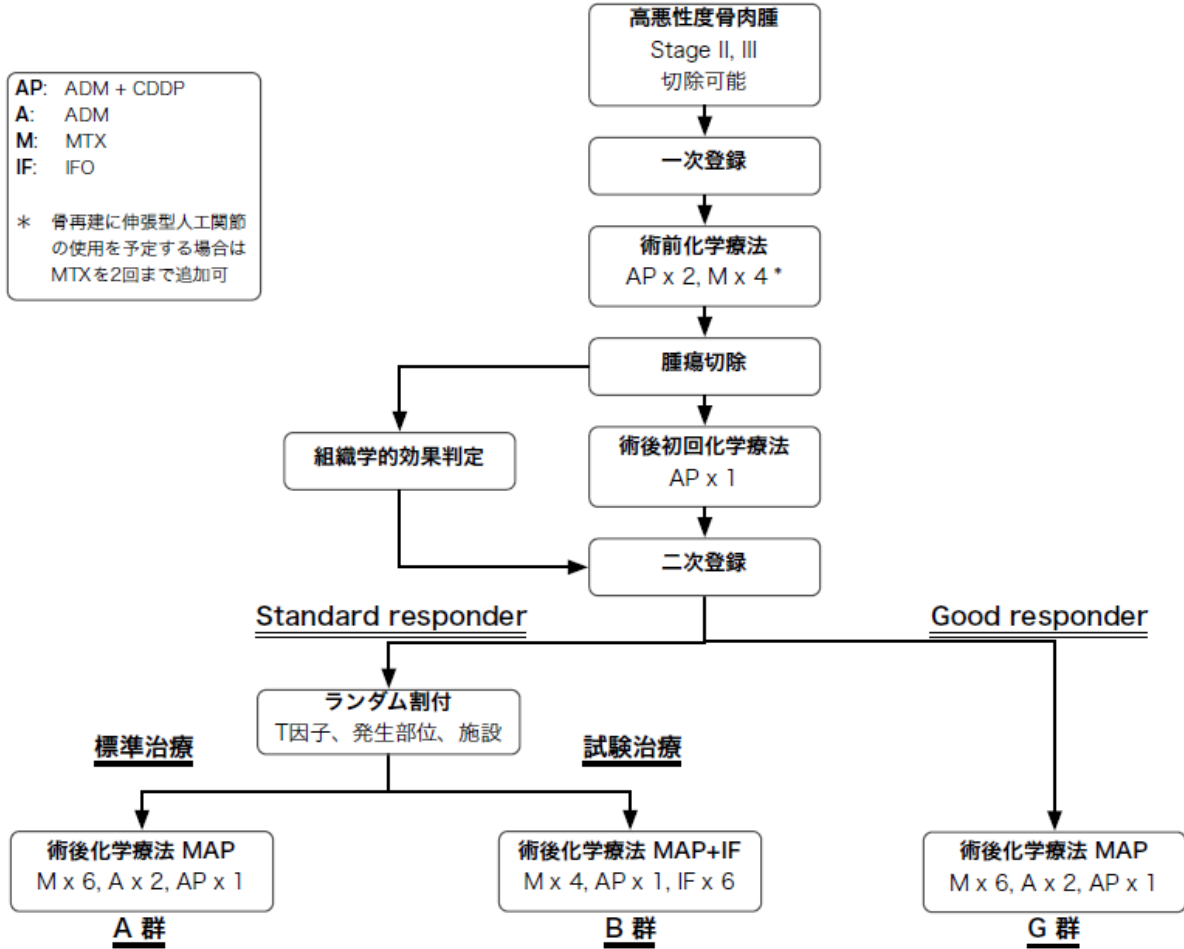 高悪性度骨肉腫
Stage II, III
切除可能
AP: ADM + CDDP
A: ADM
M: MTX
IF: IFO
＊ 骨再建に伸張型人工関節
の使用を予定する場合は
MTXを2回まで追加可
一次登録
術前化学療法
AP x 2, M x 4 *
腫瘍切除
組織学的効果判定
術後初回化学療法
AP x 1
二次登録
Standard responder
Good responder
ランダム割付
T因子、発生部位、施設
標準治療
試験治療
術後化学療法 MAP
M x 6, A x 2, AP x 1
A 群
術後化学療法 MAP+IF
M x 4, AP x 1, IF x 6
B 群
術後化学療法 MAP
M x 6, A x 2, AP x 1
G 群